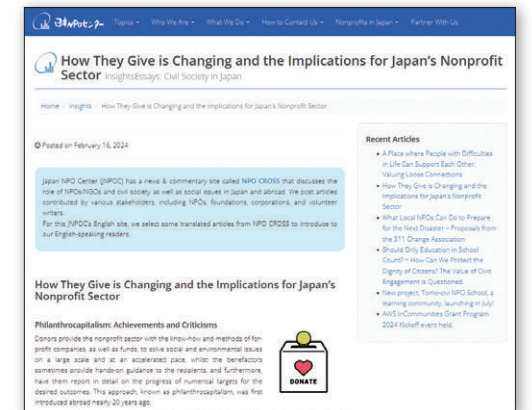 日本NPOセンター Topics Who We Are What We Do How to Contact Us Nonprofits in Japan Partner With Us
How They Give is Changing and the Implications for Japan's Nonprofit
Sector InsightsEssays: Civil Society in Japan
Home / Insights / How They Give is Changing and the Implications for Japan's Nonprofit Sector
Posted on February 16, 2024
Japan NPO Center (JNPOC) has a news & commentary site called NPO CROSS that discusses the
role of NPOs/NGOs and civil society as well as social issues in Japan and abroad. We post articles
contributed by various stakeholders, including NPOs, foundations, corporations, and volunteer
writers.
For this JNPOC's English site, we select some translated articles from NPO CROSS to introduce to
our English-speaking readers.
How They Give is Changing and the Implications for Japan's
Nonprofit Sector
Philanthrocapitalism: Achievements and Criticisms
Donors provide the nonprofit sector with the know-how and methods of for-
profit companies, as well as funds, to solve social and environmental issues
on a large scale and at an accelerated pace, whilst the benefactors
sometimes provide hands-on guidance to the recipients, and furthermore,
have them report in detail on the progress of numerical targets for the
desired outcomes. This approach, known as philanthrocapitalism, was first
introduced abroad nearly 20 years ago.
DONATE
Recent Articles
A Place where People with Difficulties
in Life Can Support Each Other:
Valuing Loose Connections
How They Give is Changing and the
Implications for Japan's Nonprofit
Sector
What Local NPOs Can Do to Prepare
for the Next Disaster – Proposals from
the 311 Change Association
Should Only Education in School
Count? – How Can We Protect the
Dignity of Citizens? The Value of Civic
Engagement is Questioned
New project, Tomo-civi NPO School, a
learning community, launching in July!
AWS InCommunities Grant Program
2024 Kickoff event held